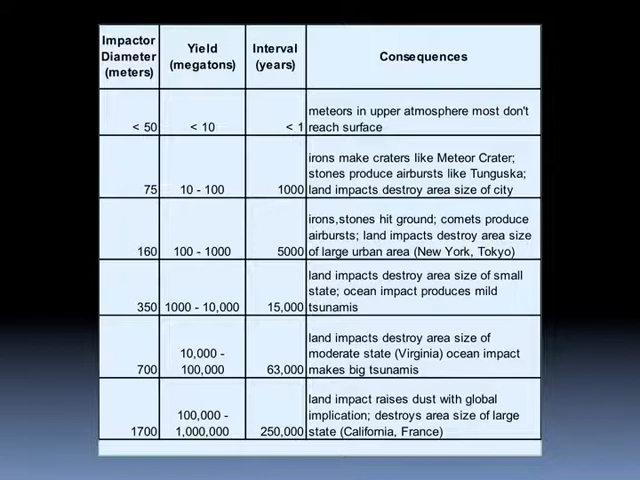 Impactor Diameter (meters) Yield (megatons) Interval (years) Consequences
< 50 < 10 < 1 meteors in upper atmosphere most don't reach surface
75 10 - 100 1000 irons make craters like Meteor Crater; stones produce airbursts like Tunguska; land impacts destroy area size of city
160 100 - 1000 5000 irons,stones hit ground; comets produce airbursts; land impacts destroy area size of large urban area (New York, Tokyo)
350 1000 - 10,000 15,000 land impacts destroy area size of small state; ocean impact produces mild tsunamis
700 10,000 - 100,000 63,000 land impacts destroy area size of moderate state (Virginia) ocean impact makes big tsunamis
1700 100,000 - 1,000,000 250,000 land impact raises dust with global implication; destroys area size of large state (California, France)